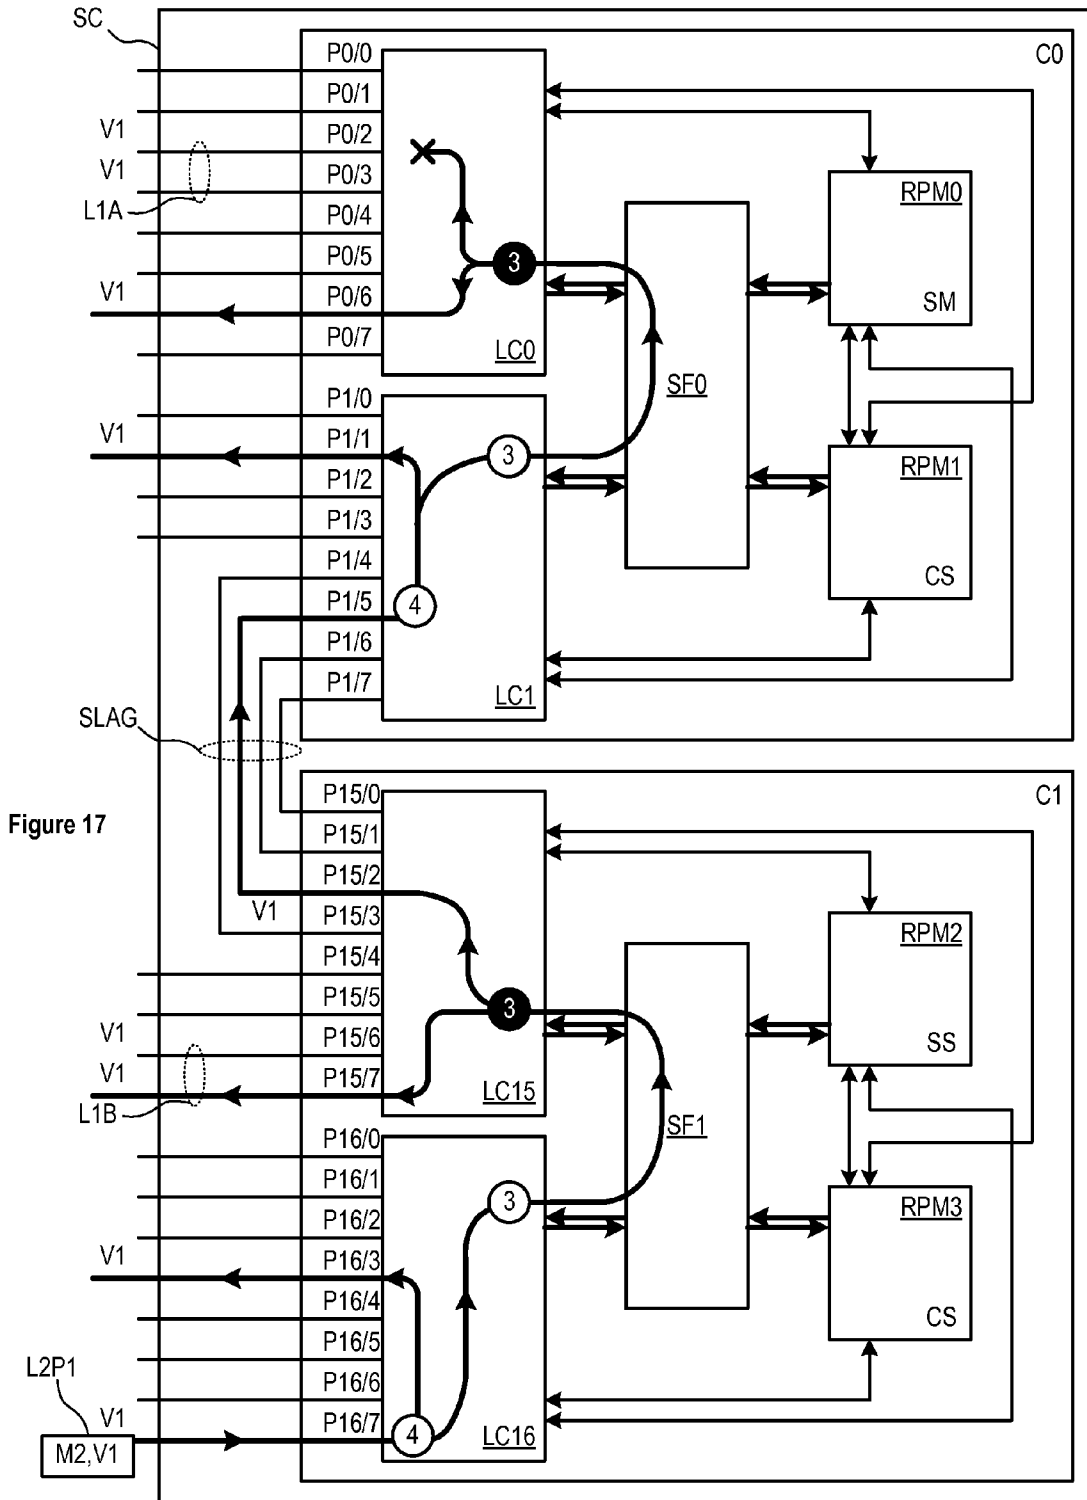 SC
C0
P0/0
P0/1
V1
P0/2
V1
P0/3
L1A
P0/4
P0/5
V1
P0/6
P0/7
3
LC0
SF0
RPM0
SM
P1/0
V1
P1/1
P1/2
P1/3
P1/4
P1/5
P1/6
P1/7
3
4
LC1
RPM1
CS
SLAG
Figure 17
C1
P15/0
P15/1
P15/2
V1
P15/3
P15/4
P15/5
V1
P15/6
V1
P15/7
L1B
3
LC15
SF1
RPM2
SS
P16/0
P16/1
P16/2
V1
P16/3
P16/4
P16/5
P16/6
L2P1
V1
P16/7
M2,V1
3
4
LC16
RPM3
CS